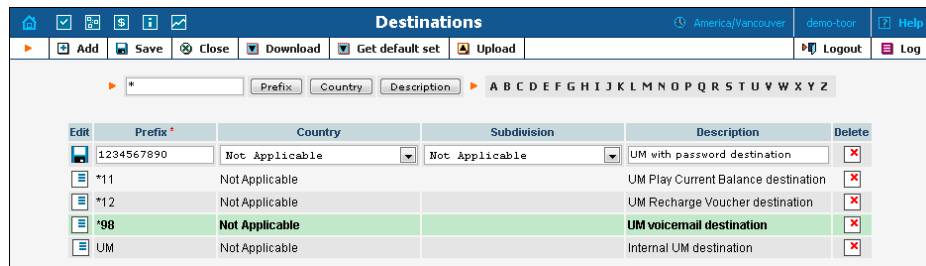 Destinations America/Vancouver demo-toor ? Help
Add Save Close Download Get default set Upload Logout Log
* Prefix Country Description A B C D E F G H I J K L M N O P Q R S T U V W X Y Z
Edit Prefix * Country Subdivision Description Delete
1234567890 Not Applicable Not Applicable UM with password destination
*11 Not Applicable UM Play Current Balance destination
*12 Not Applicable UM Recharge Voucher destination
*98 Not Applicable UM voicemail destination
UM Not Applicable Internal UM destination